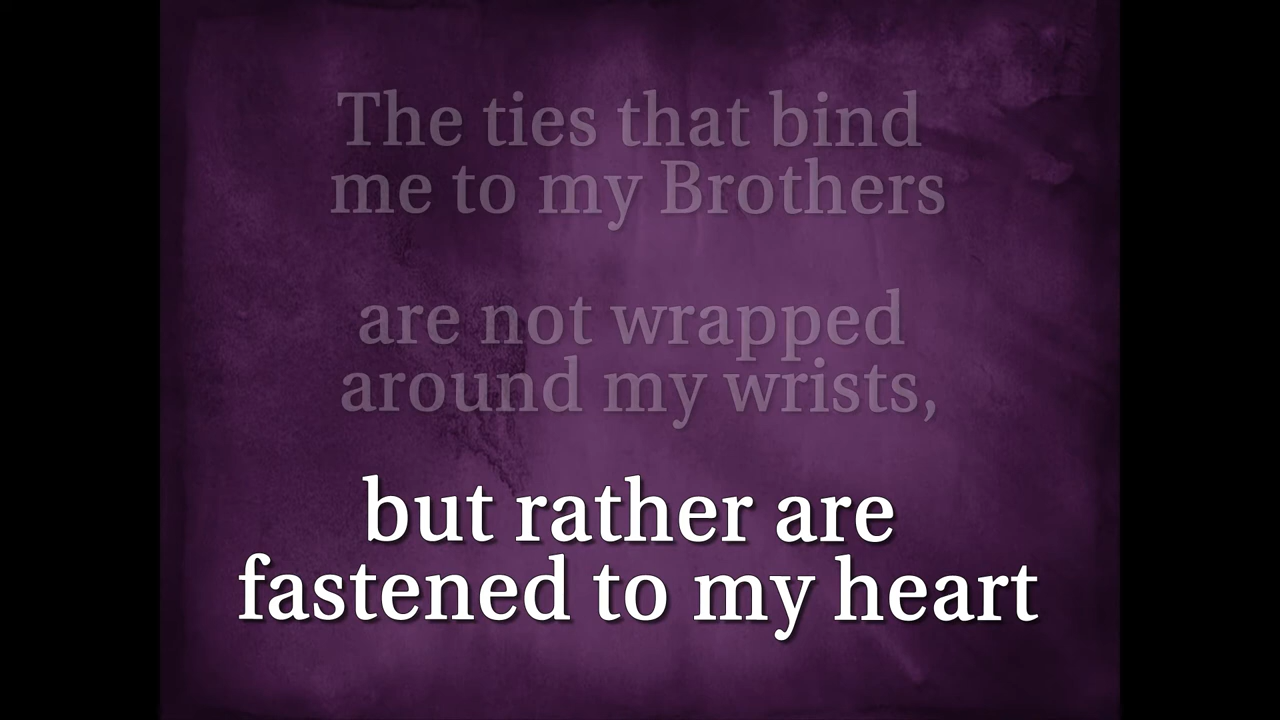 The ties that bind
me to my Brothers
are not wrapped
around my wrists,
but rather are
fastened to my heart